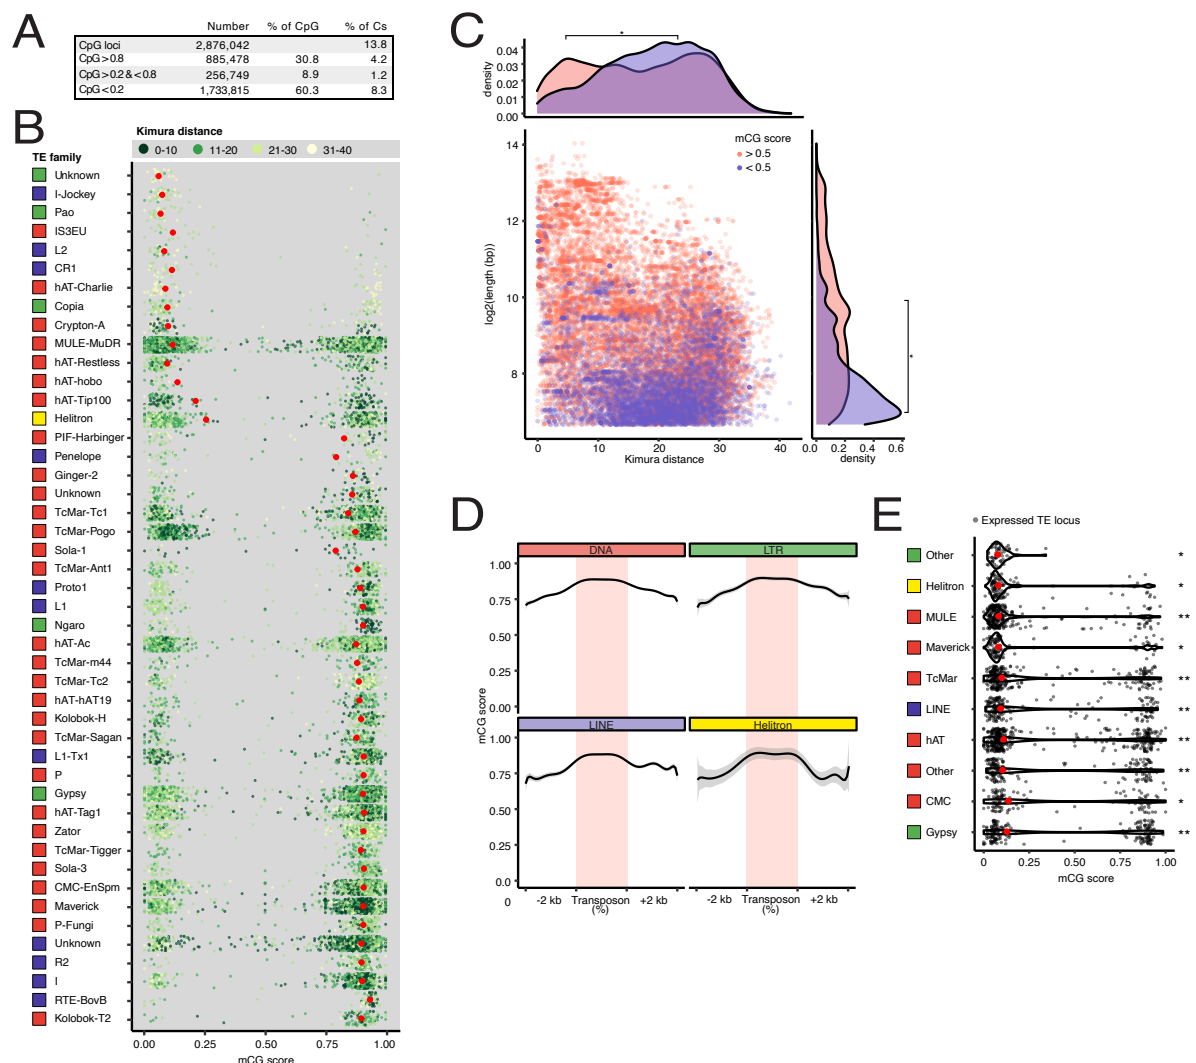 A
Number % of CpG % of Cs
CpG loci 2,876,042 13.8
CpG>0.8 885,478 30.8 4.2
CpG>0.2 & <0.8 256,749 8.9 1.2
CpG<0.2 1,733,815 60.3 8.3
B
Kimura distance
0-10 11-20 21-30 31-40
TE family
Unknown
I-Jockey
Pao
IS3EU
L2
CR1
hAT-Charlie
Copia
Crypton-A
MULE-MuDR
hAT-Restless
hAT-hobo
hAT-Tip100
Helitron
PIF-Harbinger
Penelope
Ginger-2
Unknown
TcMar-Tc1
TcMar-Pogo
Sola-1
TcMar-Ant1
Proto1
L1
Ngaro
hAT-Ac
TcMar-m44
TcMar-Tc2
hAT-hAT19
Kolobok-H
TcMar-Sagan
L1-Tx1
P
Gypsy
hAT-Tag1
Zator
TcMar-Tigger
Sola-3
CMC-EnSpm
Maverick
P-Fungi
Unknown
R2
I
RTE-BovB
Kolobok-T2
0.00 0.25 0.50 0.75 1.00
mCG score
C
*
0.04
0.03
0.02
0.01
0.00
density
14
12
10
8
log2(length (bp))
mCG score
> 0.5
< 0.5
0 10 20 30 40
Kimura distance
*
0.0 0.2 0.4 0.6
density
D
DNA LTR
1.00
0.75
0.50
0.25
0.00
mCG score
LINE Helitron
1.00
0.75
0.50
0.25
0.0
0 -2 kb Transposon +2 kb -2 kb Transposon +2 kb
(%) (%)
E
Expressed TE locus
Other *
Helitron *
MULE **
Maverick *
TcMar **
LINE **
hAT **
Other **
CMC *
Gypsy **
0 0.25 0.50 0.75 1.00
mCG score